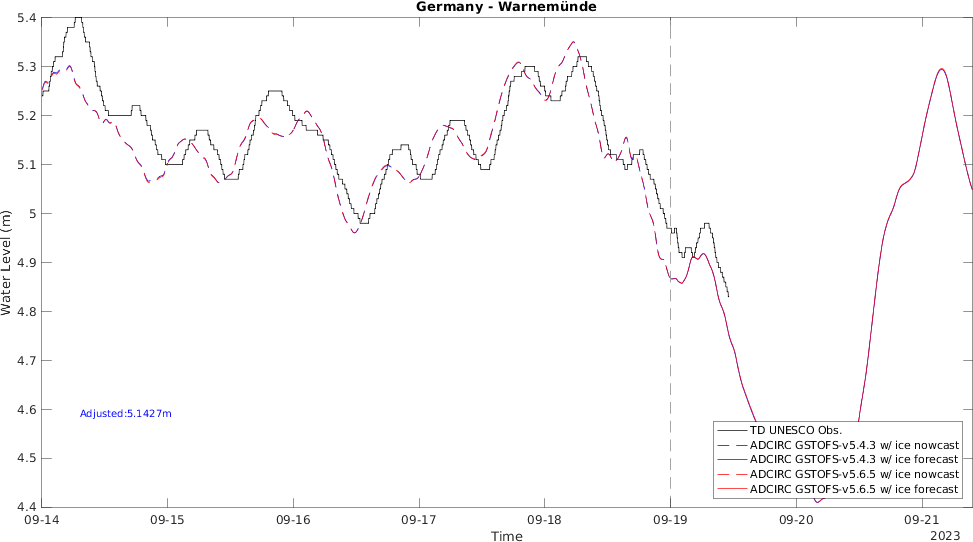 Germany - Warnemünde
5.4
5.3
5.2
5.1
5
4.9
4.8
4.7
4.6
4.5
4.4
Water Level (m)
Adjusted:5.1427m
TD UNESCO Obs.
ADCIRC GSTOFS-v5.4.3 w/ ice nowcast
ADCIRC GSTOFS-v5.4.3 w/ ice forecast
ADCIRC GSTOFS-v5.6.5 w/ ice nowcast
ADCIRC GSTOFS-v5.6.5 w/ ice forecast
09-14 09-15 09-16 09-17 09-18 09-19 09-20 09-21
Time
2023